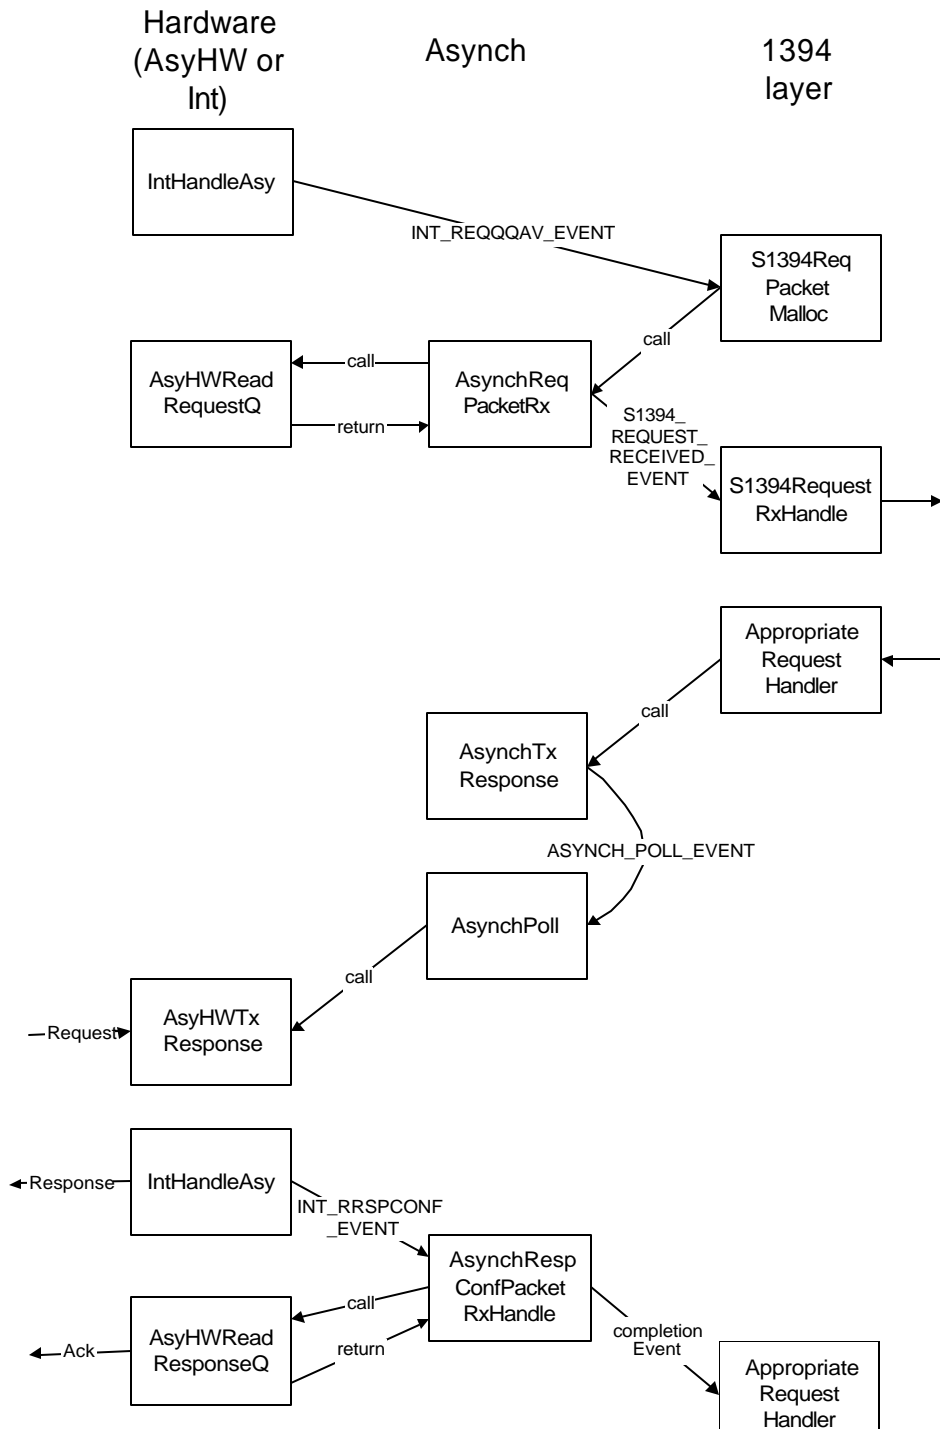 Hardware
(AsyHW or
Int)
Asynch
1394
layer
IntHandleAsy
INT_REQQQAV_EVENT
S1394Req
Packet
Malloc
call
AsyHWRead
RequestQ
call
return
AsynchReq
PacketRx
S1394_
REQUEST_
RECEIVED_
EVENT
S1394Request
RxHandle
Appropriate
Request
Handler
call
AsynchTx
Response
ASYNCH_POLL_EVENT
AsynchPoll
call
Request
AsyHWTx
Response
Response
IntHandleAsy
INT_RRSPCONF
_EVENT
AsynchResp
ConfPacket
RxHandle
call
return
Ack
AsyHWRead
ResponseQ
completion
Event
Appropriate
Request
Handler